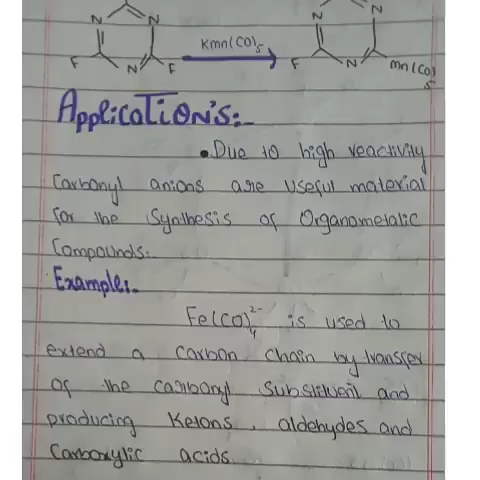 N N N N
Kmn(CO)5
F N F F N mn(CO)5
Applications:-
•Due to high reactivity
Carbonyl anions are useful material
for the Synthesis of Organometalic
Compounds:.
Example:-
Fe(CO)4 2- is used to
extend a carbon chain by transfer
of the carbonyl Substituent and
producing Ketons, aldehydes and
Carboxylic acids.